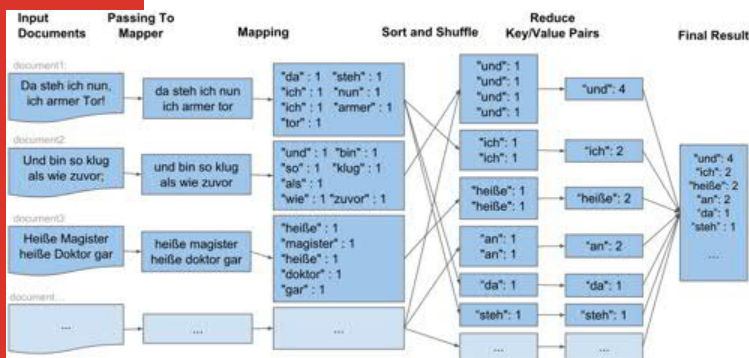 Input Documents
Passing To Mapper
Mapping
Sort and Shuffle
Reduce Key/Value Pairs
Final Result
document1:
Da steh ich nun,
ich armer Tor!
da steh ich nun
ich armer tor
"da" : 1 "steh" : 1
"ich" : 1 "nun" : 1
"ich" : 1 "armer" : 1
"tor" : 1
document2:
Und bin so klug
als wie zuvor;
und bin so klug
als wie zuvor
"und" : 1 "bin" : 1
"so" : 1 "klug" : 1
"als" : 1
"wie" : 1 "zuvor" : 1
document3:
Heiße Magister
heiße Doktor gar
heiße magister
heiße doktor gar
"heiße" : 1
"magister" : 1
"heiße" : 1
"doktor" : 1
"gar" : 1
document...
...
...
...
"und": 1
"und": 1
"und": 1
"und": 1
"ich": 1
"ich": 1
"heiße": 1
"heiße": 1
"an": 1
"an": 1
"da": 1
"steh": 1
...
"und": 4
"ich": 2
"heiße": 2
"an": 2
"da": 1
"steh": 1
...
"und": 4
"ich": 2
"heiße": 2
"an": 2
"da": 1
"steh": 1
...